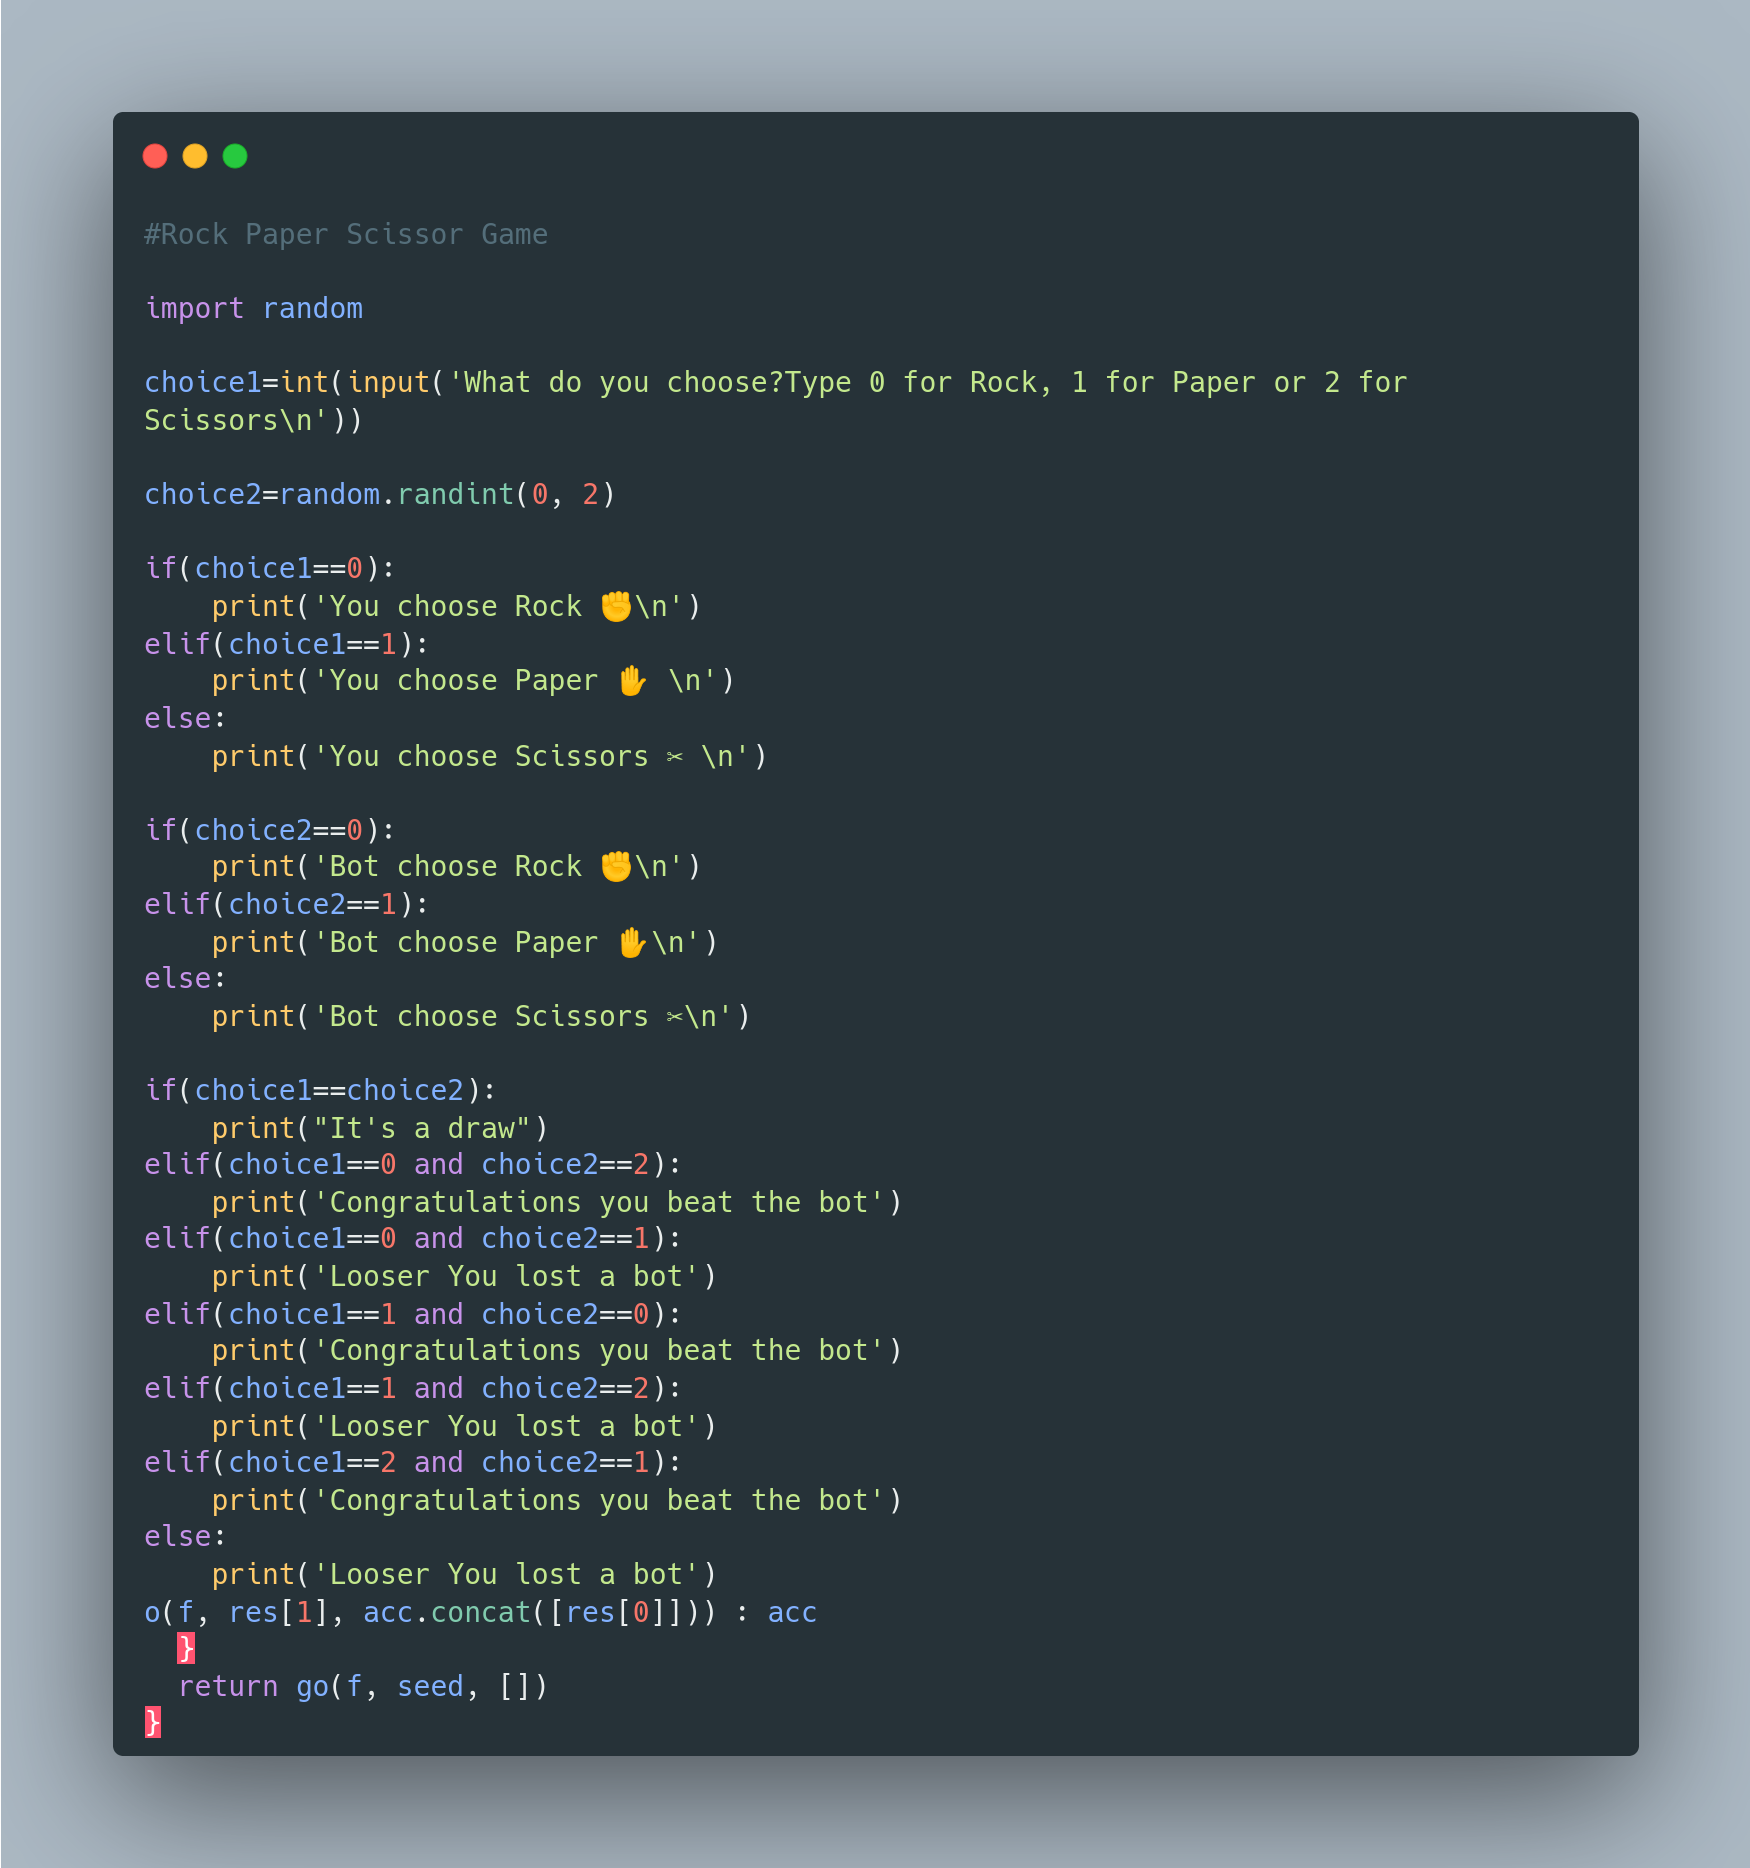 #Rock Paper Scissor Game

import random

choice1=int(input('What do you choose?Type 0 for Rock, 1 for Paper or 2 for
Scissors\n'))

choice2=random.randint(0, 2)

if(choice1==0):
    print('You choose Rock ✊\n')
elif(choice1==1):
    print('You choose Paper ✋ \n')
else:
    print('You choose Scissors ✂ \n')

if(choice2==0):
    print('Bot choose Rock ✊\n')
elif(choice2==1):
    print('Bot choose Paper ✋\n')
else:
    print('Bot choose Scissors ✂\n')

if(choice1==choice2):
    print("It's a draw")
elif(choice1==0 and choice2==2):
    print('Congratulations you beat the bot')
elif(choice1==0 and choice2==1):
    print('Looser You lost a bot')
elif(choice1==1 and choice2==0):
    print('Congratulations you beat the bot')
elif(choice1==1 and choice2==2):
    print('Looser You lost a bot')
elif(choice1==2 and choice2==1):
    print('Congratulations you beat the bot')
else:
    print('Looser You lost a bot')
o(f, res[1], acc.concat([res[0]])) : acc
  }
  return go(f, seed, [])
}